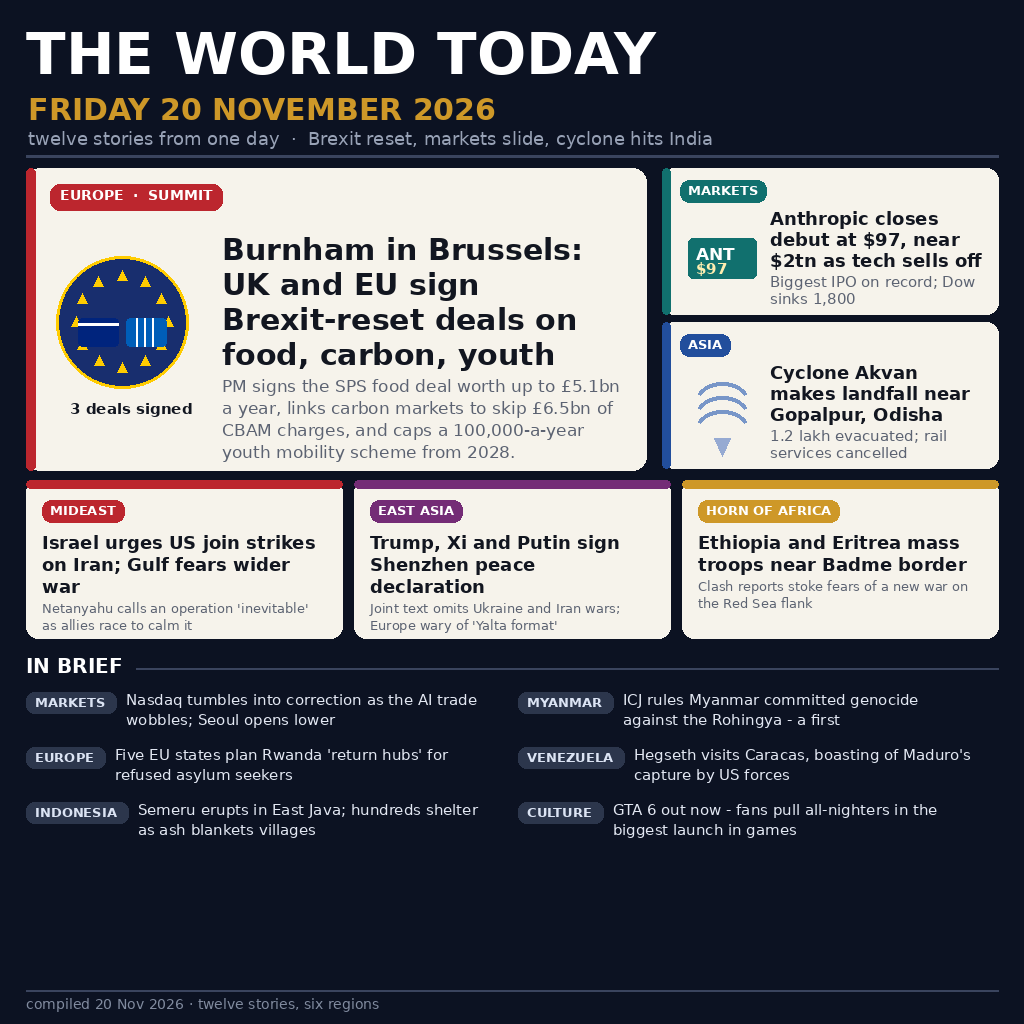 THE WORLD TODAY
FRIDAY 20 NOVEMBER 2026
twelve stories from one day · Brexit reset, markets slide, cyclone hits India
EUROPE · SUMMIT
3 deals signed
Burnham in Brussels:
UK and EU sign
Brexit-reset deals on
food, carbon, youth
PM signs the SPS food deal worth up to £5.1bn
a year, links carbon markets to skip £6.5bn of
CBAM charges, and caps a 100,000-a-year
youth mobility scheme from 2028.
MARKETS
ANT
$97
Anthropic closes
debut at $97, near
$2tn as tech sells off
Biggest IPO on record; Dow
sinks 1,800
ASIA
Cyclone Akvan
makes landfall near
Gopalpur, Odisha
1.2 lakh evacuated; rail
services cancelled
MIDEAST
Israel urges US join strikes
on Iran; Gulf fears wider
war
Netanyahu calls an operation 'inevitable'
as allies race to calm it
EAST ASIA
Trump, Xi and Putin sign
Shenzhen peace
declaration
Joint text omits Ukraine and Iran wars;
Europe wary of 'Yalta format'
HORN OF AFRICA
Ethiopia and Eritrea mass
troops near Badme border
Clash reports stoke fears of a new war on
the Red Sea flank
IN BRIEF
MARKETS
Nasdaq tumbles into correction as the AI trade
wobbles; Seoul opens lower
MYANMAR
ICJ rules Myanmar committed genocide
against the Rohingya - a first
EUROPE
Five EU states plan Rwanda 'return hubs' for
refused asylum seekers
VENEZUELA
Hegseth visits Caracas, boasting of Maduro's
capture by US forces
INDONESIA
Semeru erupts in East Java; hundreds shelter
as ash blankets villages
CULTURE
GTA 6 out now - fans pull all-nighters in the
biggest launch in games
compiled 20 Nov 2026 · twelve stories, six regions